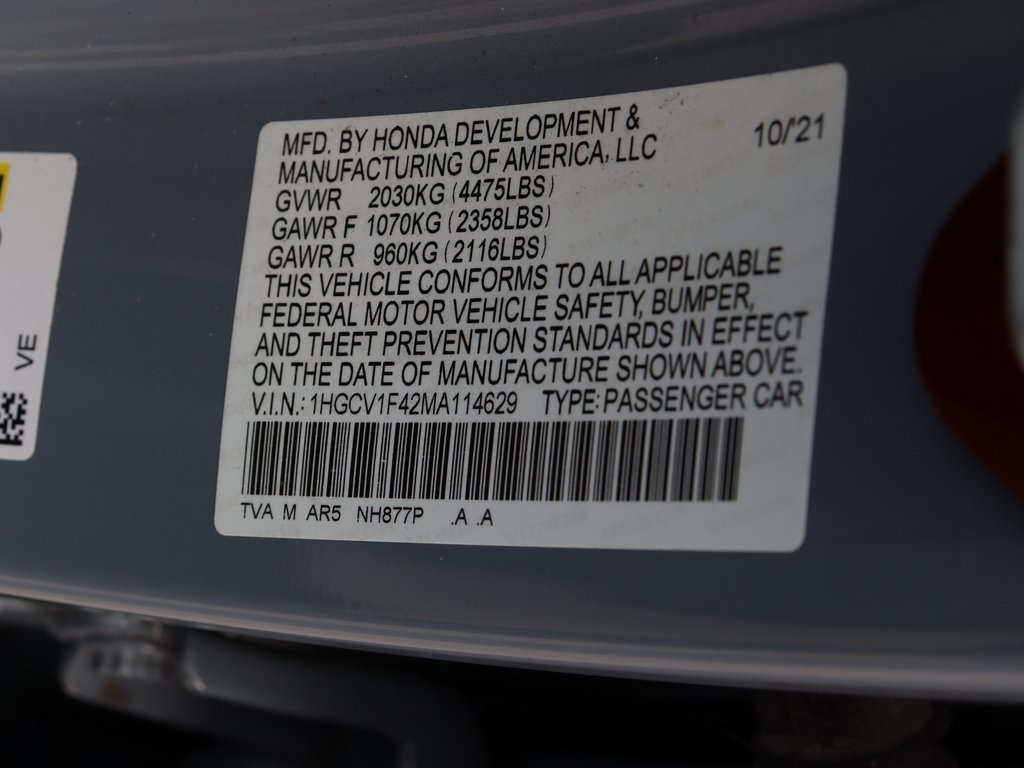 MFD. BY HONDA DEVELOPMENT &
MANUFACTURING OF AMERICA, LLC
10/'21
GVWR 2030KG (4475LBS)
GAWR F 1070KG (2358LBS)
GAWR R 960KG (2116LBS)
THIS VEHICLE CONFORMS TO ALL APPLICABLE
FEDERAL MOTOR VEHICLE SAFETY, BUMPER,
AND THEFT PREVENTION STANDARDS IN EFFECT
ON THE DATE OF MANUFACTURE SHOWN ABOVE.
V.I.N.: 1HGCV1F42MA114629 TYPE: PASSENGER CAR
TVA M AR5 NH877P .A .A
VE